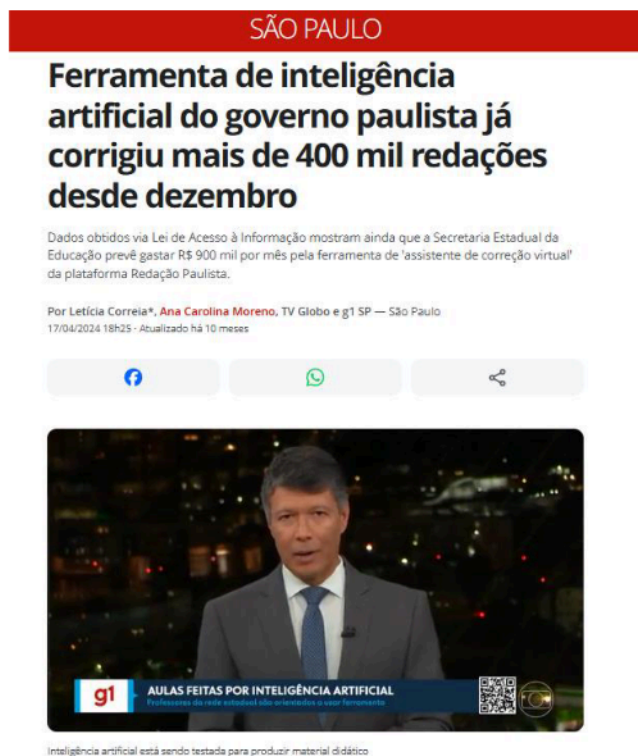 SÃO PAULO
Ferramenta de inteligência
artificial do governo paulista já
corrigiu mais de 400 mil redações
desde dezembro
Dados obtidos via Lei de Acesso à Informação mostram ainda que a Secretaria Estadual da
Educação prevê gastar R$ 900 mil por mês pela ferramenta de 'assistente de correção virtual'
da plataforma Redação Paulista.
Por Letícia Correia*, Ana Carolina Moreno, TV Globo e g1 SP — São Paulo
17/04/2024 18h25 · Atualizado há 10 meses
g1
AULAS FEITAS POR INTELIGÊNCIA ARTIFICIAL
Professores da rede estadual são orientados a usar ferramenta
Inteligência artificial está sendo testada para produzir material didático